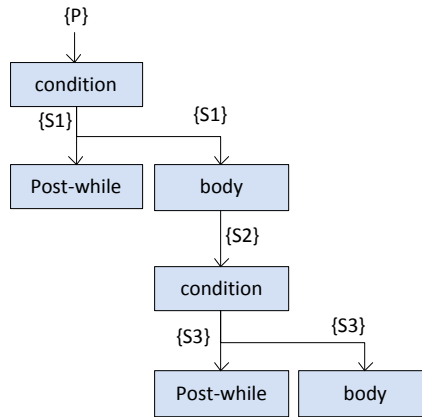 {P}
condition
{S1} {S1}
Post-while body
{S2}
condition
{S3} {S3}
Post-while body